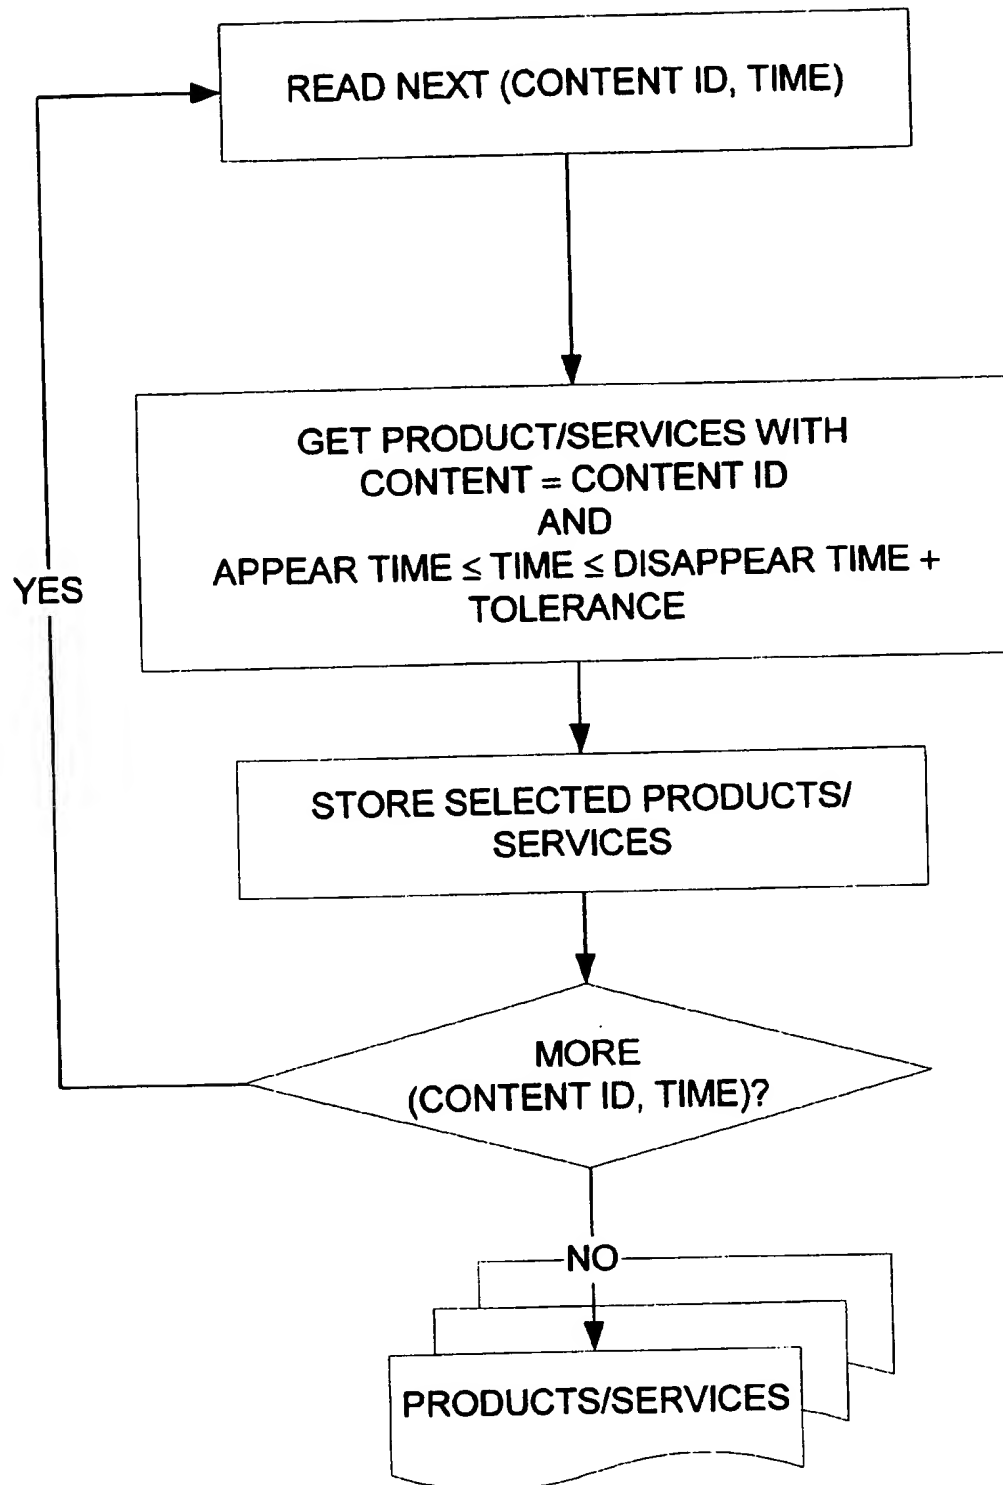 READ NEXT (CONTENT ID, TIME)
GET PRODUCT/SERVICES WITH
CONTENT = CONTENT ID
AND
APPEAR TIME ≤ TIME ≤ DISAPPEAR TIME +
TOLERANCE
YES
STORE SELECTED PRODUCTS/
SERVICES
MORE
(CONTENT ID, TIME)?
NO
PRODUCTS/SERVICES